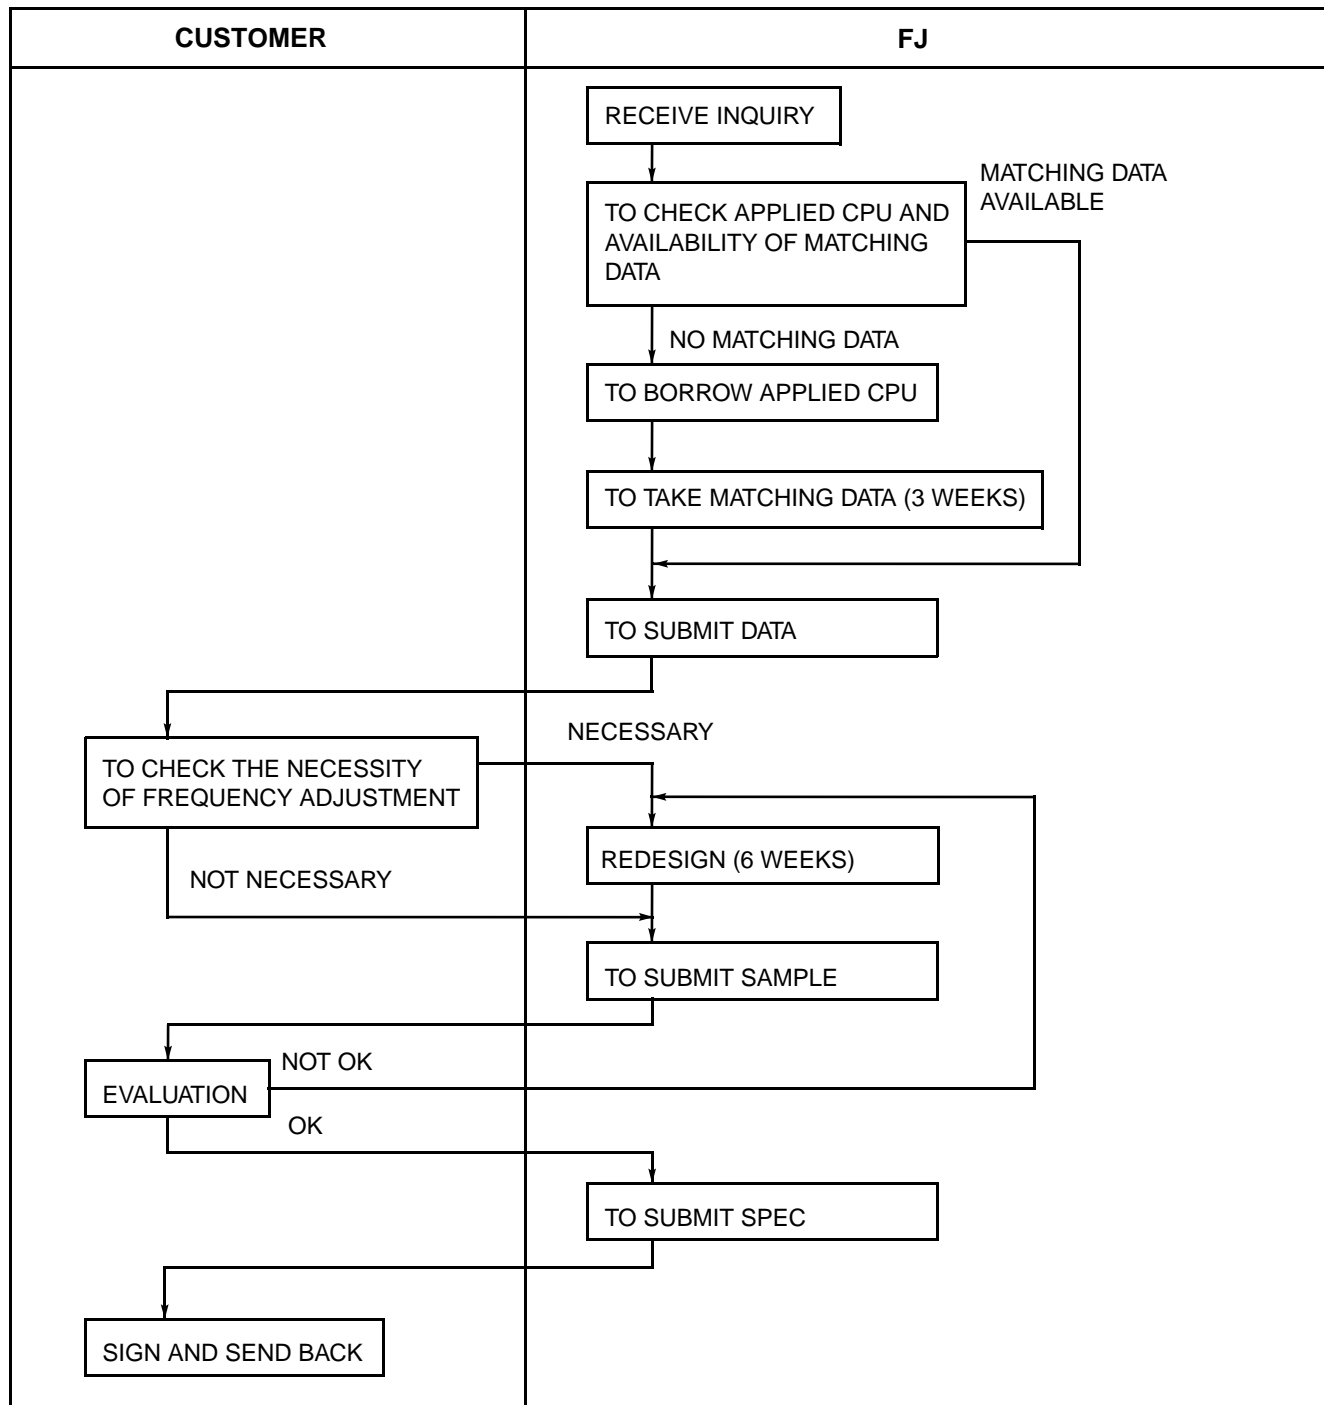 CUSTOMER
FJ
RECEIVE INQUIRY
MATCHING DATA
AVAILABLE
TO CHECK APPLIED CPU AND
AVAILABILITY OF MATCHING
DATA
NO MATCHING DATA
TO BORROW APPLIED CPU
TO TAKE MATCHING DATA (3 WEEKS)
TO SUBMIT DATA
NECESSARY
TO CHECK THE NECESSITY
OF FREQUENCY ADJUSTMENT
REDESIGN (6 WEEKS)
NOT NECESSARY
TO SUBMIT SAMPLE
NOT OK
EVALUATION
OK
TO SUBMIT SPEC
SIGN AND SEND BACK